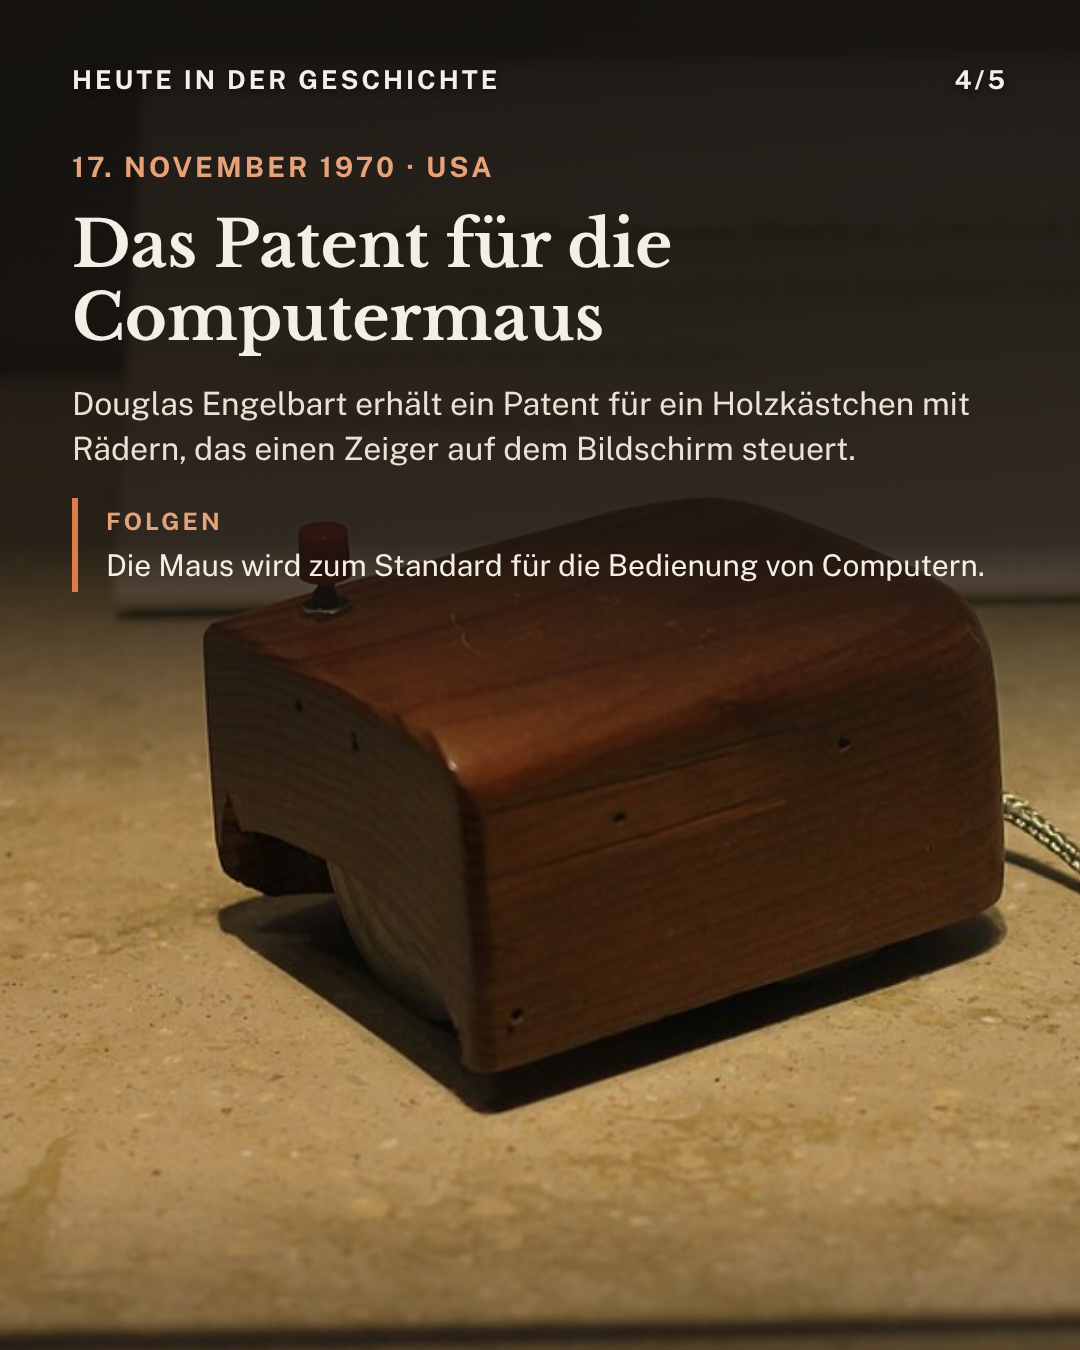 HEUTE IN DER GESCHICHTE
4/5
17. NOVEMBER 1970 · USA
Das Patent für die
Computermaus
Douglas Engelbart erhält ein Patent für ein Holzkästchen mit
Rädern, das einen Zeiger auf dem Bildschirm steuert.
FOLGEN
Die Maus wird zum Standard für die Bedienung von Computern.